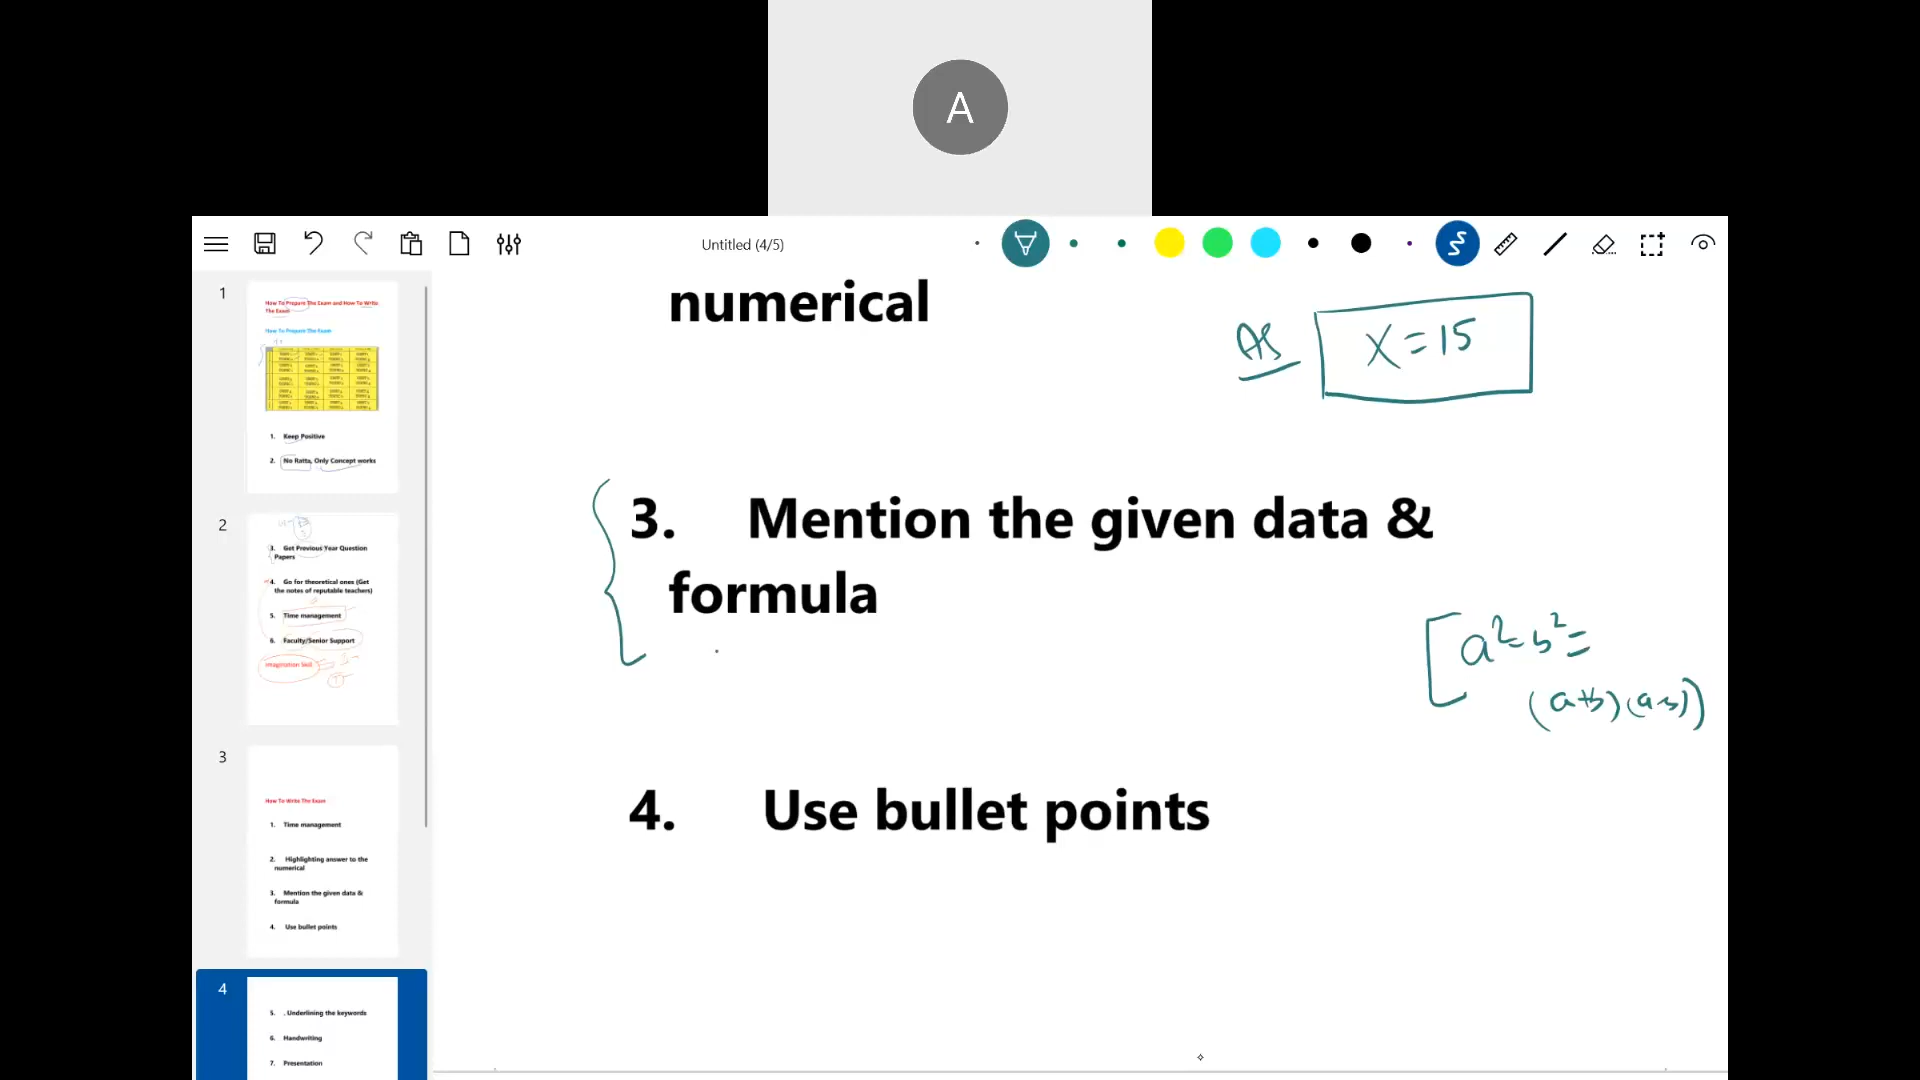 A
Untitled (4/5)
1
How To Prepare The Exam and How To Write
The Exam
How To Prepare The Exam
1. Keep Positive
2. No Ratta, Only Concept works
2
3. Get Previous Year Question
Papers
4. Go for theoretical ones (Get
the notes of reputable teachers)
5. Time management
6. Faculty/Senior Support
Imagination Skill
3
How To Write The Exam
1. Time management
2. Highlighting answer to the
numerical
3. Mention the given data &
formula
4. Use bullet points
4
5. . Underlining the keywords
6. Handwriting
7. Presentation
numerical
X=15
3. Mention the given data &
formula
a²-b²=
(a+b)(a-b)
4. Use bullet points